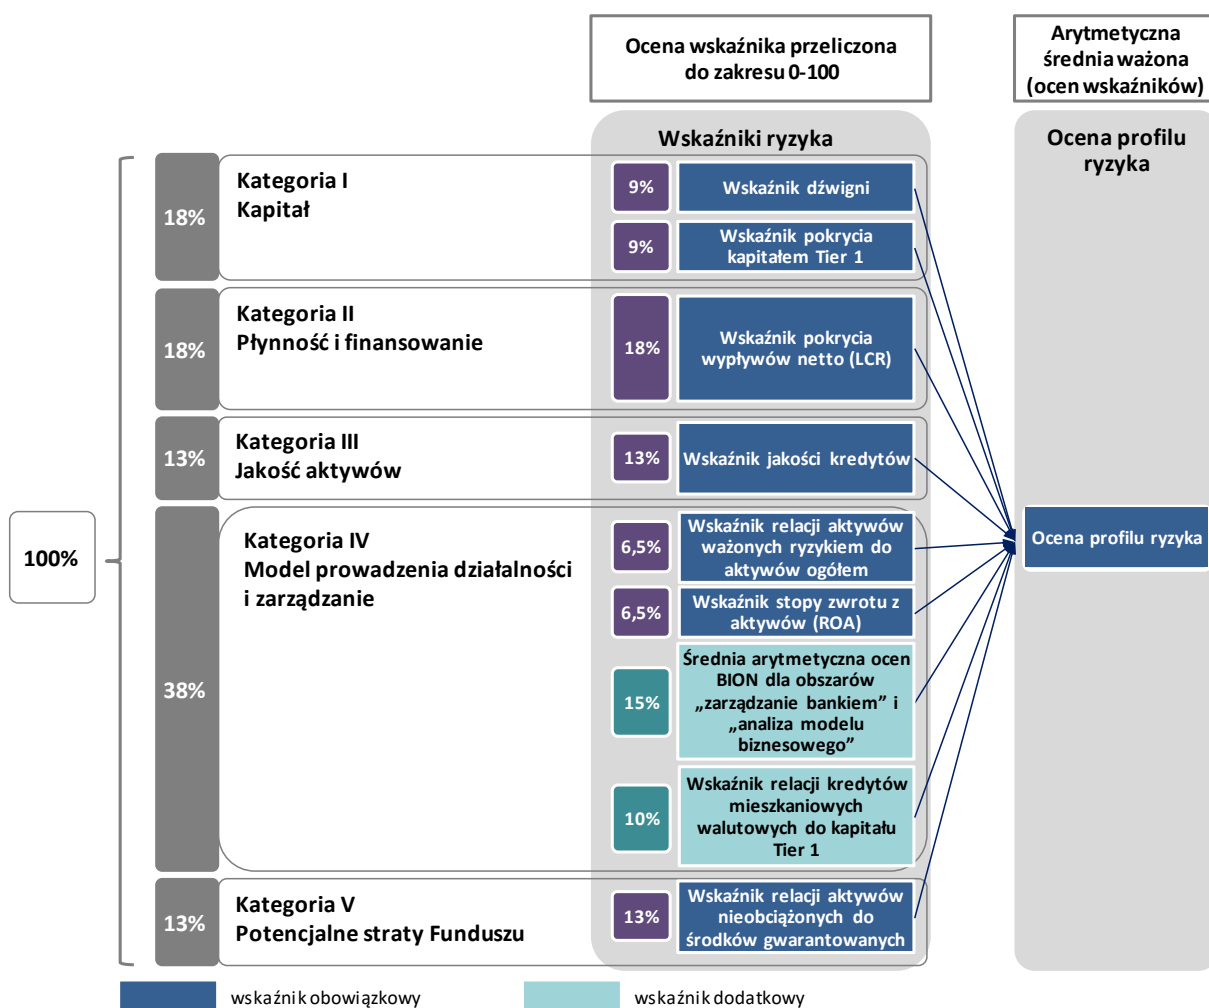 Ocena wskaźnika przeliczona
do zakresu 0-100
Arytmetyczna
średnia ważona
(ocen wskaźników)
Wskaźniki ryzyka
Ocena profilu
ryzyka
100%
18%
Kategoria I
Kapitał
9%
Wskaźnik dźwigni
9%
Wskaźnik pokrycia
kapitałem Tier 1
18%
Kategoria II
Płynność i finansowanie
18%
Wskaźnik pokrycia
wypływów netto (LCR)
13%
Kategoria III
Jakość aktywów
13%
Wskaźnik jakości kredytów
38%
Kategoria IV
Model prowadzenia działalności
i zarządzanie
6,5%
Wskaźnik relacji aktywów
ważonych ryzykiem do
aktywów ogółem
6,5%
Wskaźnik stopy zwrotu z
aktywów (ROA)
15%
Średnia arytmetyczna ocen
BION dla obszarów
„zarządzanie bankiem” i
„analiza modelu
biznesowego”
10%
Wskaźnik relacji kredytów
mieszkaniowych
walutowych do kapitału
Tier 1
13%
Kategoria V
Potencjalne straty Funduszu
13%
Wskaźnik relacji aktywów
nieobciążonych do
środków gwarantowanych
Ocena profilu ryzyka
wskaźnik obowiązkowy
wskaźnik dodatkowy